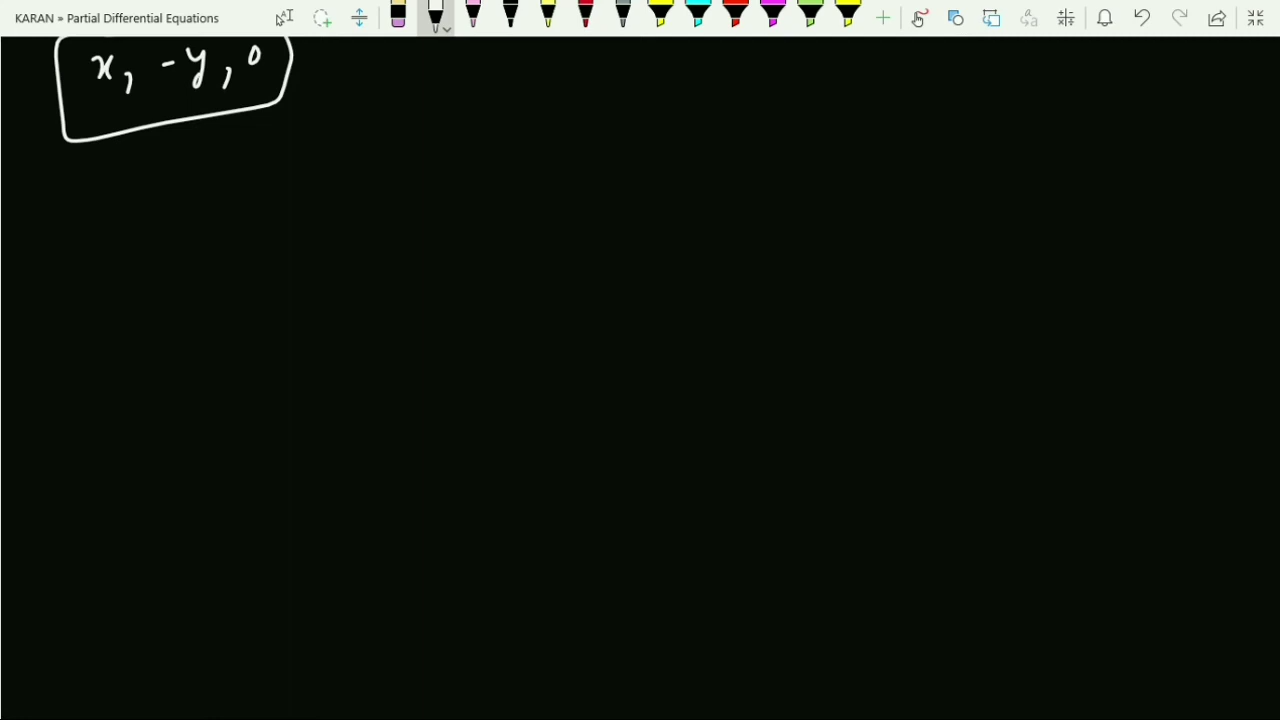 KARAN » Partial Differential Equations
x, -y, 0